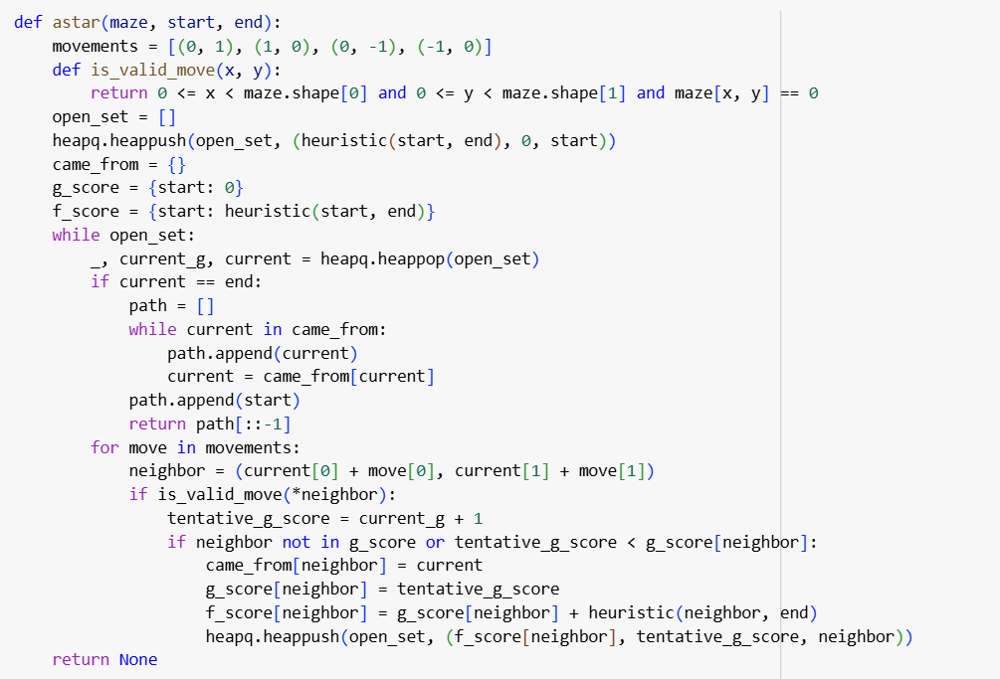 def astar(maze, start, end):
    movements = [(0, 1), (1, 0), (0, -1), (-1, 0)]
    def is_valid_move(x, y):
        return 0 <= x < maze.shape[0] and 0 <= y < maze.shape[1] and maze[x, y] == 0
    open_set = []
    heapq.heappush(open_set, (heuristic(start, end), 0, start))
    came_from = {}
    g_score = {start: 0}
    f_score = {start: heuristic(start, end)}
    while open_set:
        _, current_g, current = heapq.heappop(open_set)
        if current == end:
            path = []
            while current in came_from:
                path.append(current)
                current = came_from[current]
            path.append(start)
            return path[::-1]
        for move in movements:
            neighbor = (current[0] + move[0], current[1] + move[1])
            if is_valid_move(*neighbor):
                tentative_g_score = current_g + 1
                if neighbor not in g_score or tentative_g_score < g_score[neighbor]:
                    came_from[neighbor] = current
                    g_score[neighbor] = tentative_g_score
                    f_score[neighbor] = g_score[neighbor] + heuristic(neighbor, end)
                    heapq.heappush(open_set, (f_score[neighbor], tentative_g_score, neighbor))
    return None